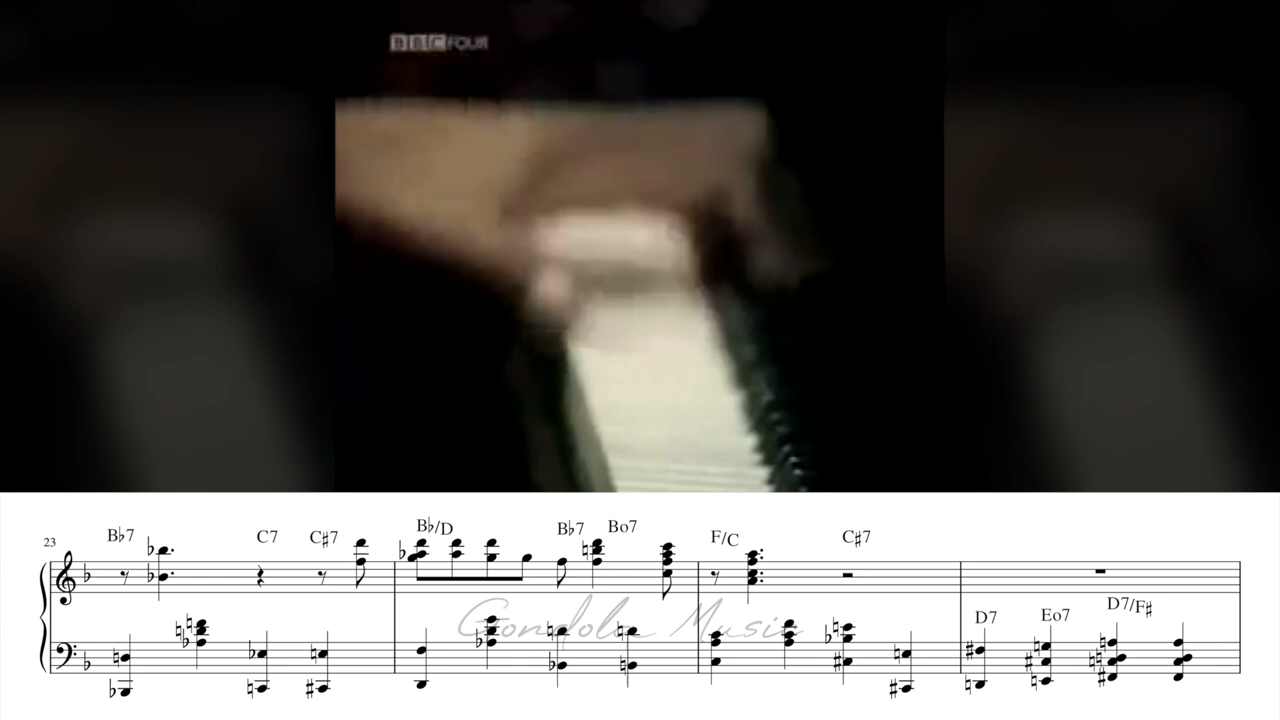 BBC FOUR
23
B♭7 C7 C♯7 B♭/D B♭7 Bo7 F/C C♯7
Gondola Music
D7 Eo7 D7/F♯